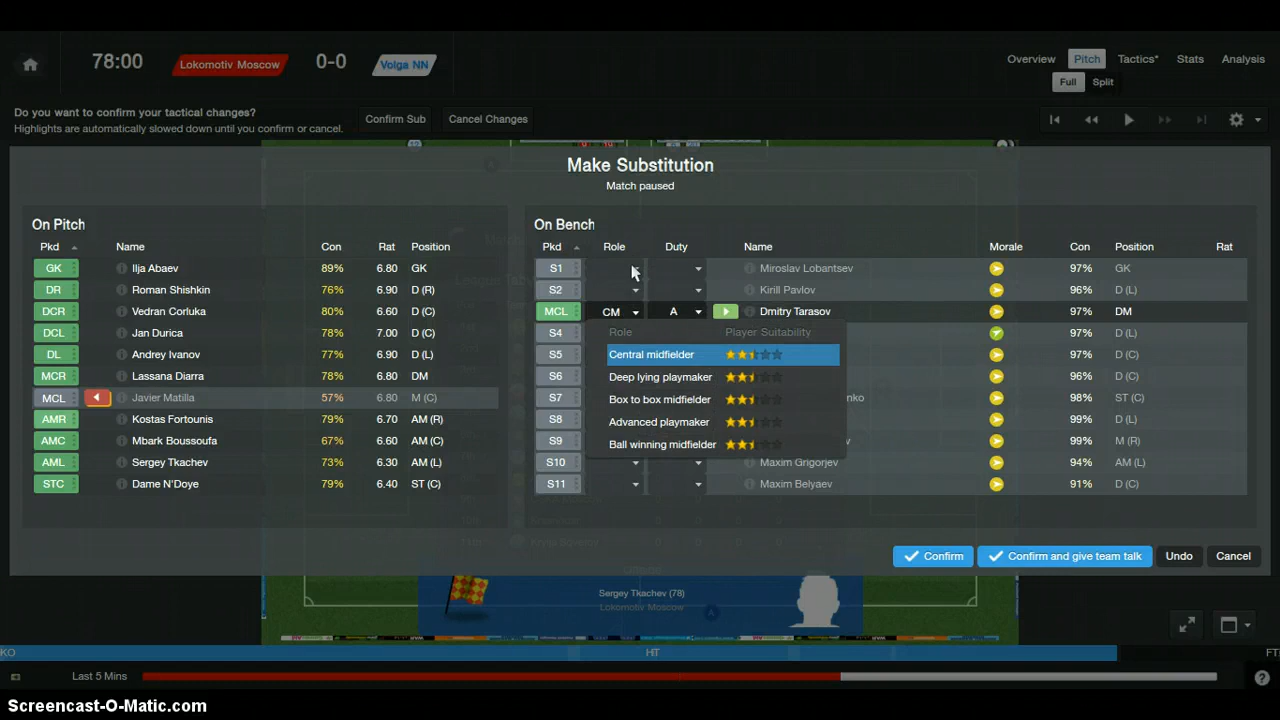 78:00 Lokomotiv Moscow 0-0 Volga NN
Overview Pitch Tactics* Stats Analysis
Full Split
Do you want to confirm your tactical changes?
Highlights are automatically slowed down until you confirm or cancel.
Confirm Sub Cancel Changes
Make Substitution
Match paused
On Pitch
Pkd Name Con Rat Position
GK Ilja Abaev 89% 6.80 GK
DR Roman Shishkin 76% 6.90 D (R)
DCR Vedran Corluka 80% 6.60 D (C)
DCL Jan Durica 78% 7.00 D (C)
DL Andrey Ivanov 77% 6.90 D (L)
MCR Lassana Diarra 78% 6.80 DM
MCL Javier Matilla 57% 6.80 M (C)
AMR Kostas Fortounis 79% 6.70 AM (R)
AMC Mbark Boussoufa 67% 6.60 AM (C)
AML Sergey Tkachev 73% 6.30 AM (L)
STC Dame N'Doye 79% 6.40 ST (C)
On Bench
Pkd Role Duty Name Morale Con Position Rat
S1 Miroslav Lobantsev 97% GK
S2 Kirill Pavlov 96% D (L)
MCL CM A Dmitry Tarasov 97% DM
Role Player Suitability
S4 97% D (L)
Central midfielder
S5 97% D (C)
Deep lying playmaker
S6 96% D (C)
Box to box midfielder
S7 98% ST (C)
Advanced playmaker
S8 99% D (L)
Ball winning midfielder
S9 99% M (R)
S10 Maxim Grigorjev 94% AM (L)
S11 Maxim Belyaev 91% D (C)
Confirm Confirm and give team talk Undo Cancel
Sergey Tkachev (78)
Lokomotiv Moscow
KO HT FT
Last 5 Mins
Screencast-O-Matic.com